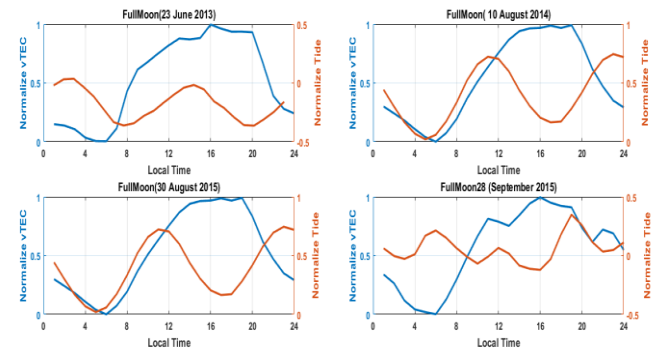 FullMoon(23 June 2013)
1
0.5
0
Normalize vTEC
0.5
0
-0.5
Normalize Tide
0 4 8 12 16 20 24
Local Time
FullMoon( 10 August 2014)
1
0.5
0
Normalize vTEC
1
0.5
0
Normalize Tide
0 4 8 12 16 20 24
Local Time
FullMoon(30 August 2015)
1
0.5
0
Normalize vTEC
1
0.5
0
Normalize Tide
0 4 8 12 16 20 24
Local Time
FullMoon28 (September 2015)
1
0.5
0
Normalize vTEC
0.5
0
-0.5
Normalize Tide
0 4 8 12 16 20 24
Local Time